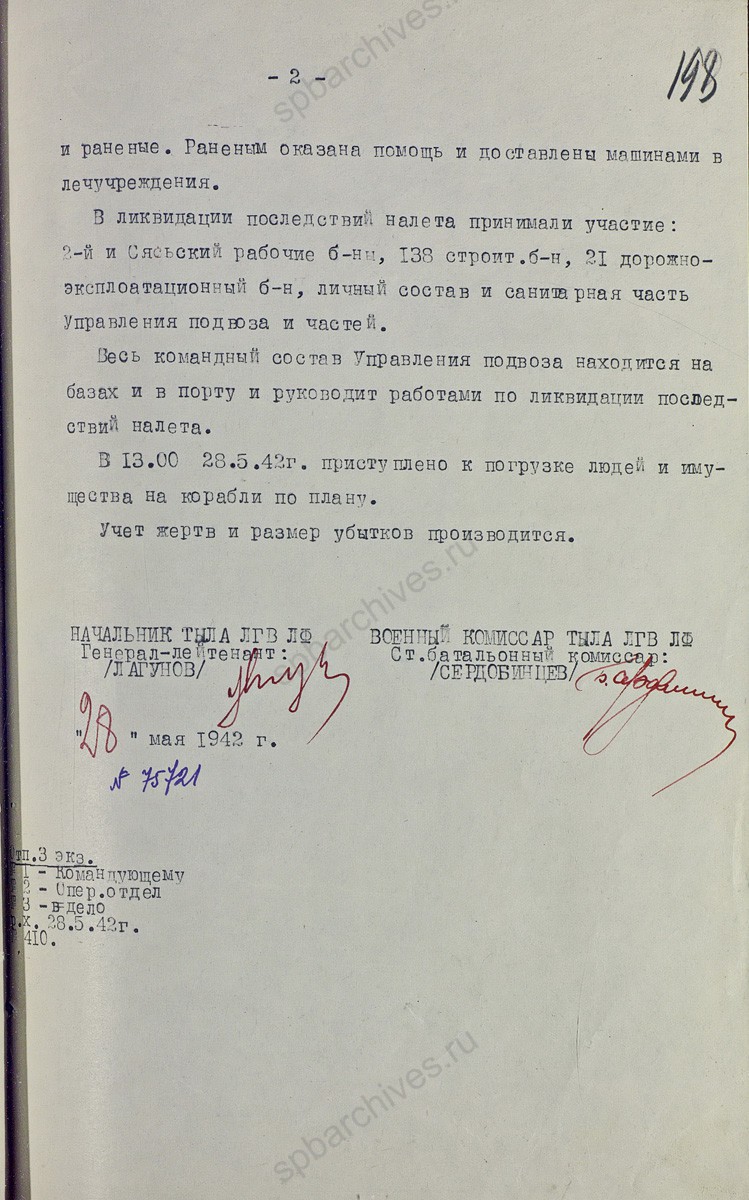 - 2 -
198
и раненые. Раненым оказана помощь и доставлены машинами в
лечучреждения.
В ликвидации последствий налета принимали участие:
2-й и Сясьский рабочие б-ны, 138 строит.б-н, 21 дорожно-
эксплоатационный б-н, личный состав и санитарная часть
Управления подвоза и частей.
Весь командный состав Управления подвоза находится на
базах и в порту и руководит работами по ликвидации послед-
ствий налета.
В 13.00 28.5.42г. приступлено к погрузке людей и иму-
щества на корабли по плану.
Учет жертв и размер убытков производится.
НАЧАЛЬНИК ТЫЛА ЛГВ ЛФ
Генерал-лейтенант:
/ЛАГУНОВ/
ВОЕННЫЙ КОМИССАР ТЫЛА ЛГВ ЛФ
Ст.батальонный комиссар:
/СЕРДОБИНЦЕВ/
"28" мая 1942 г.
№ 75721
тп.3 экз.
1 - Командующему
2 - Опер.отдел
3 - в дело
.х. 28.5.42г.
410.
spbarchives.ru
spbarchives.ru
spbarchives.ru